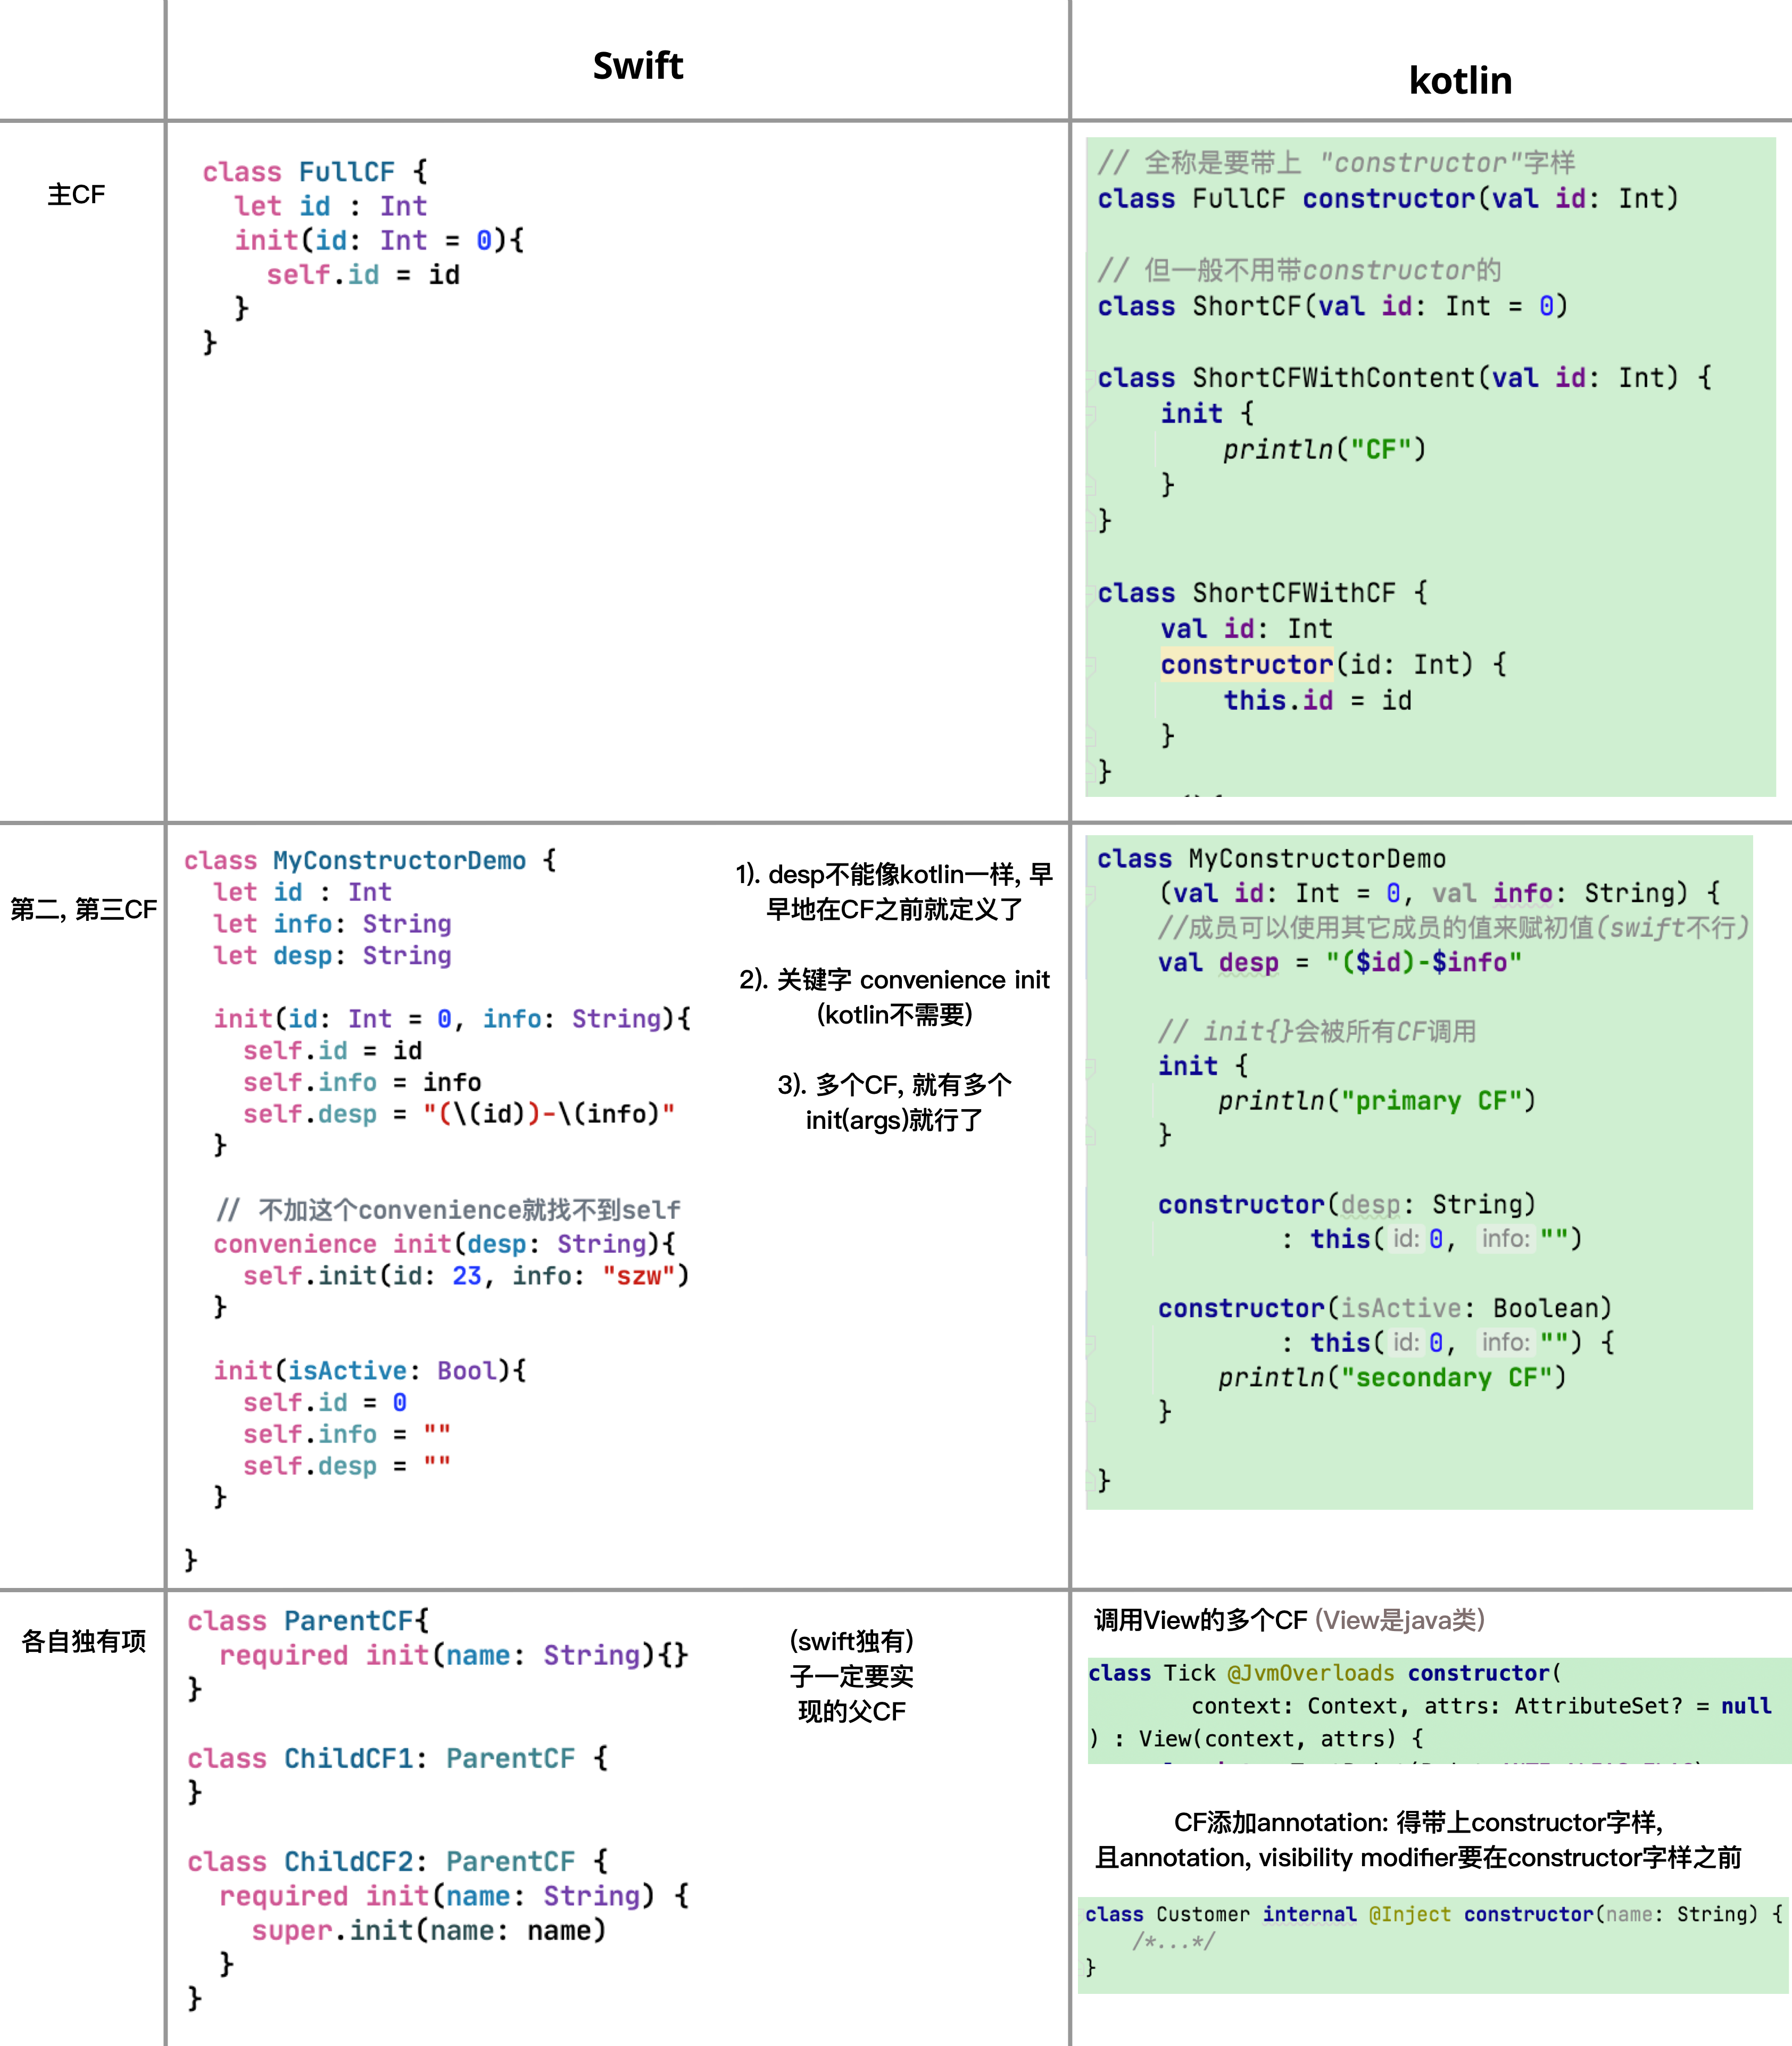 Swift
kotlin
主CF
class FullCF {
let id : Int
init(id: Int = 0){
self.id = id
}
}
// 全称是要带上 "constructor"字样
class FullCF constructor(val id: Int)
// 但一般不用带constructor的
class ShortCF(val id: Int = 0)
class ShortCFWithContent(val id: Int) {
init {
println("CF")
}
}
class ShortCFWithCF {
val id: Int
constructor(id: Int) {
this.id = id
}
}
第二, 第三CF
class MyConstructorDemo {
let id : Int
let info: String
let desp: String
init(id: Int = 0, info: String){
self.id = id
self.info = info
self.desp = "(\(id))-\(info)"
}
// 不加这个convenience就找不到self
convenience init(desp: String){
self.init(id: 23, info: "szw")
}
init(isActive: Bool){
self.id = 0
self.info = ""
self.desp = ""
}
}
1). desp不能像kotlin一样, 早
早地在CF之前就定义了
2). 关键字 convenience init
(kotlin不需要)
3). 多个CF, 就有多个
init(args)就行了
class MyConstructorDemo
(val id: Int = 0, val info: String) {
//成员可以使用其它成员的值来赋初值(swift不行)
val desp = "($id)-$info"
// init{}会被所有CF调用
init {
println("primary CF")
}
constructor(desp: String)
: this( id: 0, info: "")
constructor(isActive: Boolean)
: this( id: 0, info: "") {
println("secondary CF")
}
}
各自独有项
class ParentCF{
required init(name: String){}
}
class ChildCF1: ParentCF {
}
class ChildCF2: ParentCF {
required init(name: String) {
super.init(name: name)
}
}
(swift独有)
子一定要实
现的父CF
调用View的多个CF (View是java类)
class Tick @JvmOverloads constructor(
context: Context, attrs: AttributeSet? = null
) : View(context, attrs) {
CF添加annotation: 得带上constructor字样,
且annotation, visibility modifier要在constructor字样之前
class Customer internal @Inject constructor(name: String) {
/*...*/
}